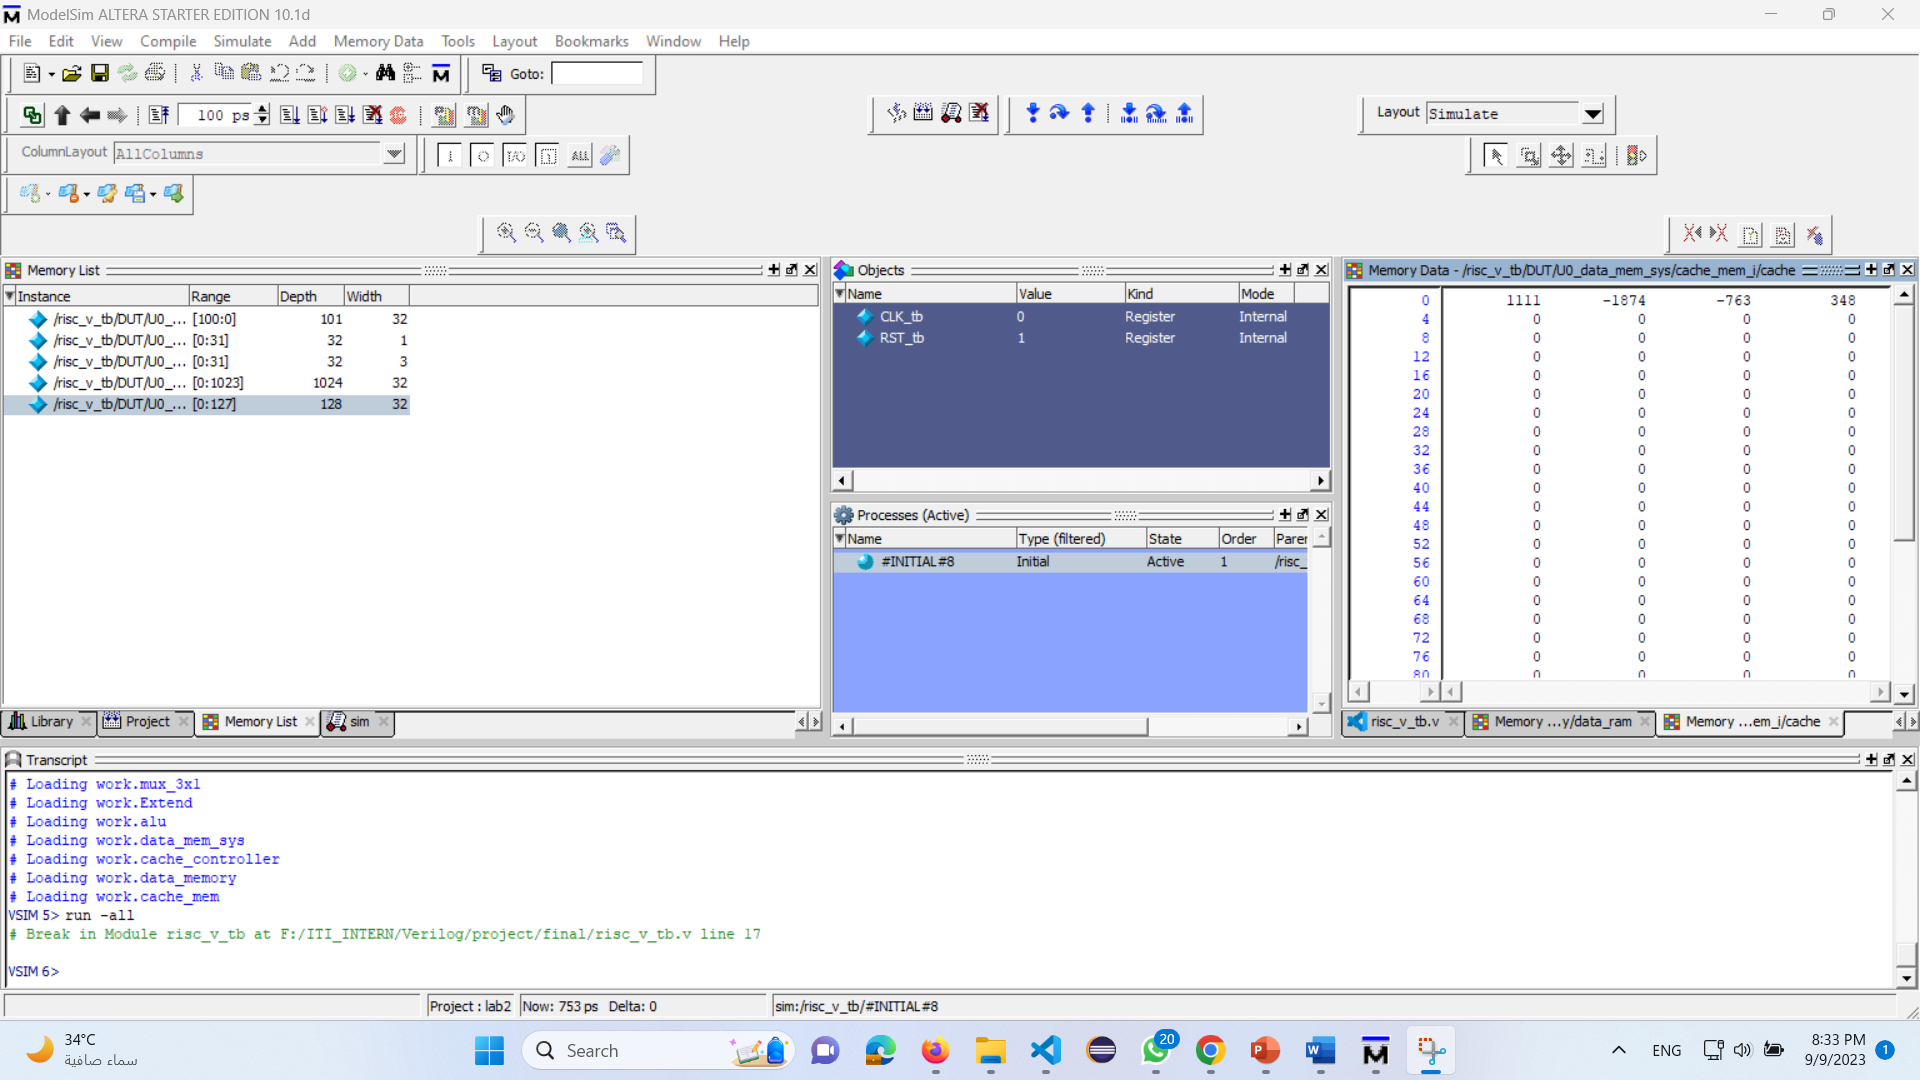 ModelSim ALTERA STARTER EDITION 10.1d
File Edit View Compile Simulate Add Memory Data Tools Layout Bookmarks Window Help
Goto:
100 ps
Layout Simulate
ColumnLayout AllColumns
ALL
Memory List
Instance Range Depth Width
/risc_v_tb/DUT/U0_... [100:0] 101 32
/risc_v_tb/DUT/U0_... [0:31] 32 1
/risc_v_tb/DUT/U0_... [0:31] 32 3
/risc_v_tb/DUT/U0_... [0:1023] 1024 32
/risc_v_tb/DUT/U0_... [0:127] 128 32
Library Project Memory List sim
Objects
Name Value Kind Mode
CLK_tb 0 Register Internal
RST_tb 1 Register Internal
Processes (Active)
Name Type (filtered) State Order Parer
#INITIAL#8 Initial Active 1 /risc_
Memory Data - /risc_v_tb/DUT/U0_data_mem_sys/cache_mem_i/cache
0 1111 -1874 -763 348
4 0 0 0 0
8 0 0 0 0
12 0 0 0 0
16 0 0 0 0
20 0 0 0 0
24 0 0 0 0
28 0 0 0 0
32 0 0 0 0
36 0 0 0 0
40 0 0 0 0
44 0 0 0 0
48 0 0 0 0
52 0 0 0 0
56 0 0 0 0
60 0 0 0 0
64 0 0 0 0
68 0 0 0 0
72 0 0 0 0
76 0 0 0 0
80 0 0 0 0
risc_v_tb.v Memory ...y/data_ram Memory ...em_i/cache
Transcript
# Loading work.mux_3x1
# Loading work.Extend
# Loading work.alu
# Loading work.data_mem_sys
# Loading work.cache_controller
# Loading work.data_memory
# Loading work.cache_mem
VSIM 5> run -all
# Break in Module risc_v_tb at F:/ITI_INTERN/Verilog/project/final/risc_v_tb.v line 17
VSIM 6>
Project : lab2 Now: 753 ps Delta: 0 sim:/risc_v_tb/#INITIAL#8
34°C
سماء صافية
Search
20
ENG
8:33 PM
9/9/2023
1